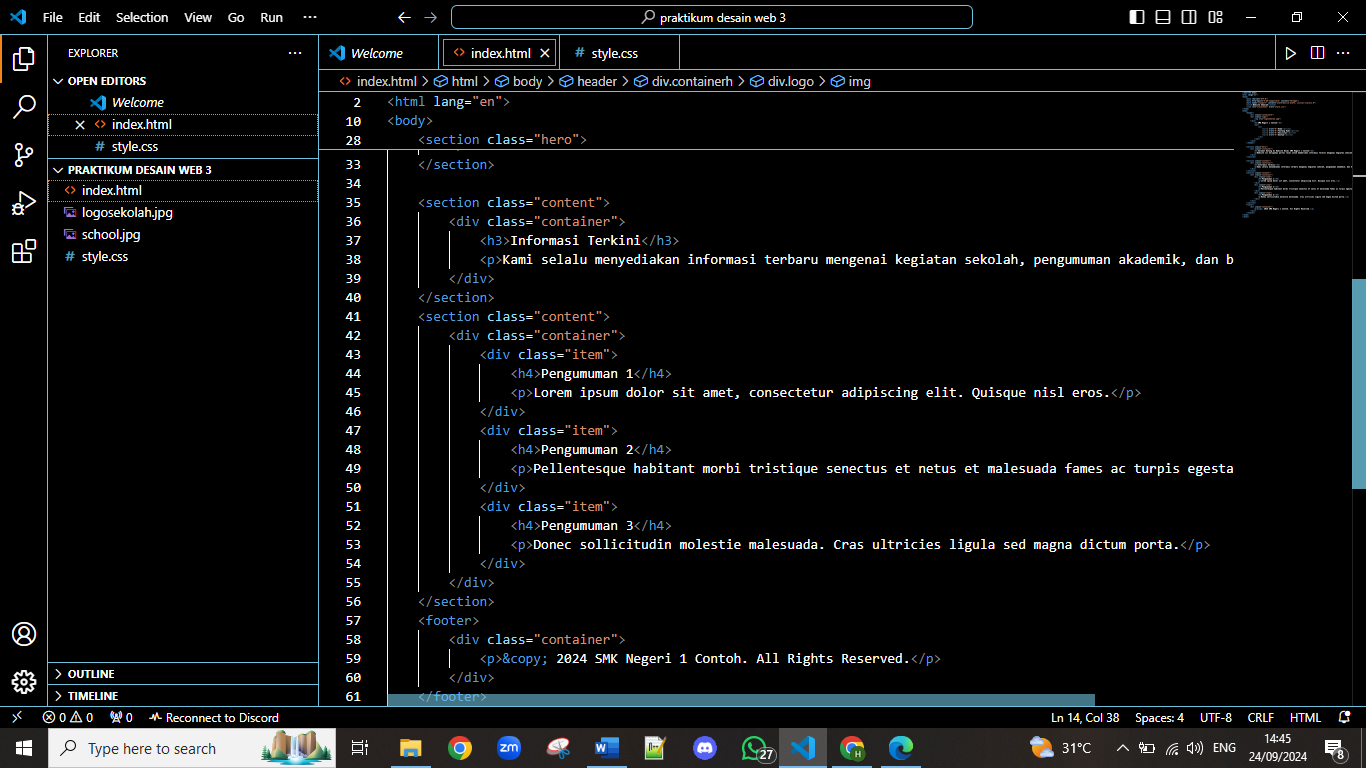 File Edit Selection View Go Run ···
praktikum desain web 3
EXPLORER ···
OPEN EDITORS
Welcome
index.html
style.css
PRAKTIKUM DESAIN WEB 3
index.html
logosekolah.jpg
school.jpg
style.css
OUTLINE
TIMELINE
Welcome
index.html
style.css
index.html > html > body > header > div.containerh > div.logo > img
2 <html lang="en">
10 <body>
28 <section class="hero">
33 </section>
34
35 <section class="content">
36 <div class="container">
37 <h3>Informasi Terkini</h3>
38 <p>Kami selalu menyediakan informasi terbaru mengenai kegiatan sekolah, pengumuman akademik, dan b
39 </div>
40 </section>
41 <section class="content">
42 <div class="container">
43 <div class="item">
44 <h4>Pengumuman 1</h4>
45 <p>Lorem ipsum dolor sit amet, consectetur adipiscing elit. Quisque nisl eros.</p>
46 </div>
47 <div class="item">
48 <h4>Pengumuman 2</h4>
49 <p>Pellentesque habitant morbi tristique senectus et netus et malesuada fames ac turpis egesta
50 </div>
51 <div class="item">
52 <h4>Pengumuman 3</h4>
53 <p>Donec sollicitudin molestie malesuada. Cras ultricies ligula sed magna dictum porta.</p>
54 </div>
55 </div>
56 </section>
57 <footer>
58 <div class="container">
59 <p>&copy; 2024 SMK Negeri 1 Contoh. All Rights Reserved.</p>
60 </div>
61 </footer>
0 0 0 Reconnect to Discord
Ln 14, Col 38 Spaces: 4 UTF-8 CRLF HTML
Type here to search
zm
27
31°C
ENG
14:45
24/09/2024
8